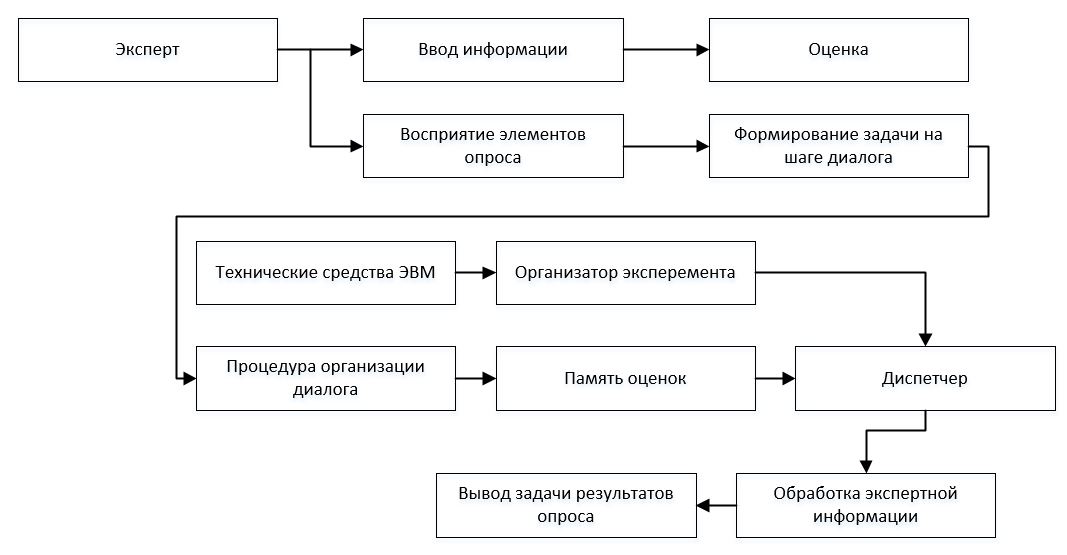 Эксперт
Ввод информации
Оценка
Восприятие элементов
опроса
Формирование задачи на
шаге диалога
Технические средства ЭВМ
Организатор эксперемента
Процедура организации
диалога
Память оценок
Диспетчер
Вывод задачи результатов
опроса
Обработка экспертной
информации